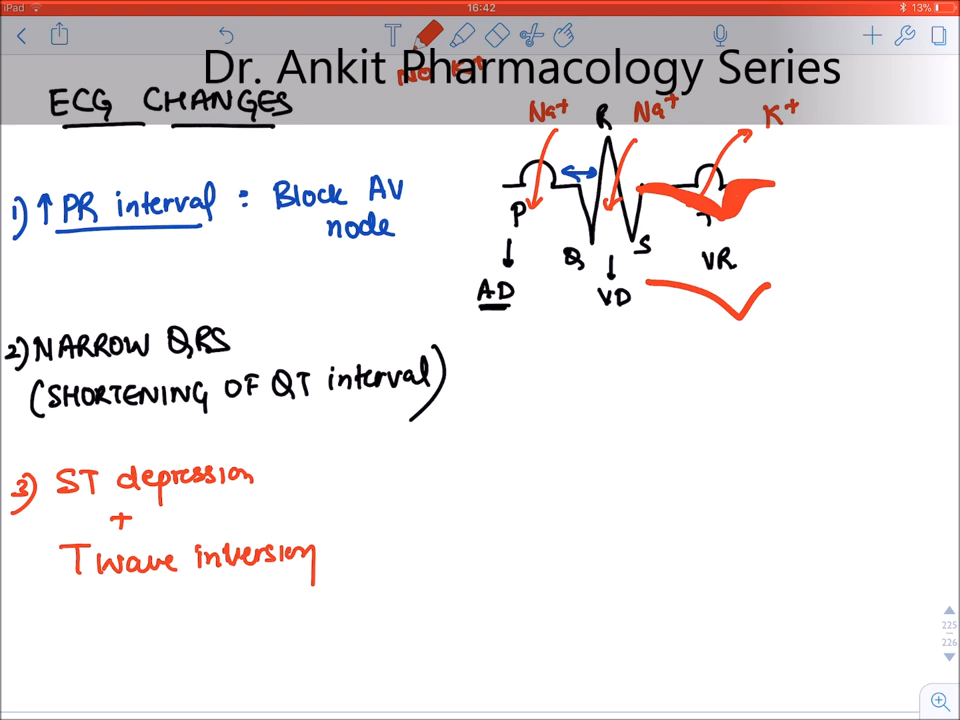 iPad
16:42
13%
T
Dr. Ankit Pharmacology Series
No K+
ECG CHANGES
Na+ R Na+ K+
1) ↑ PR interval : Block AV
node
P Q S T
VR
AD VD
2) NARROW QRS
(SHORTENING OF QT interval)
3) ST depression
+
T wave inversion
225
226